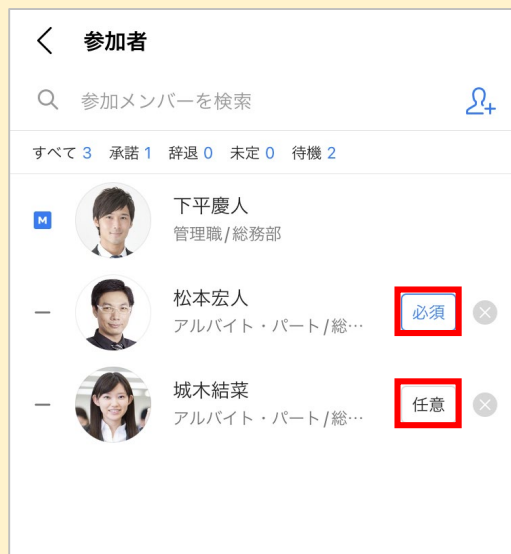 参加者
参加メンバーを検索
すべて 3 承諾 1 辞退 0 未定 0 待機 2
M
下平慶人
管理職/総務部
松本宏人
アルバイト・パート/総…
必須
城木結菜
アルバイト・パート/総…
任意